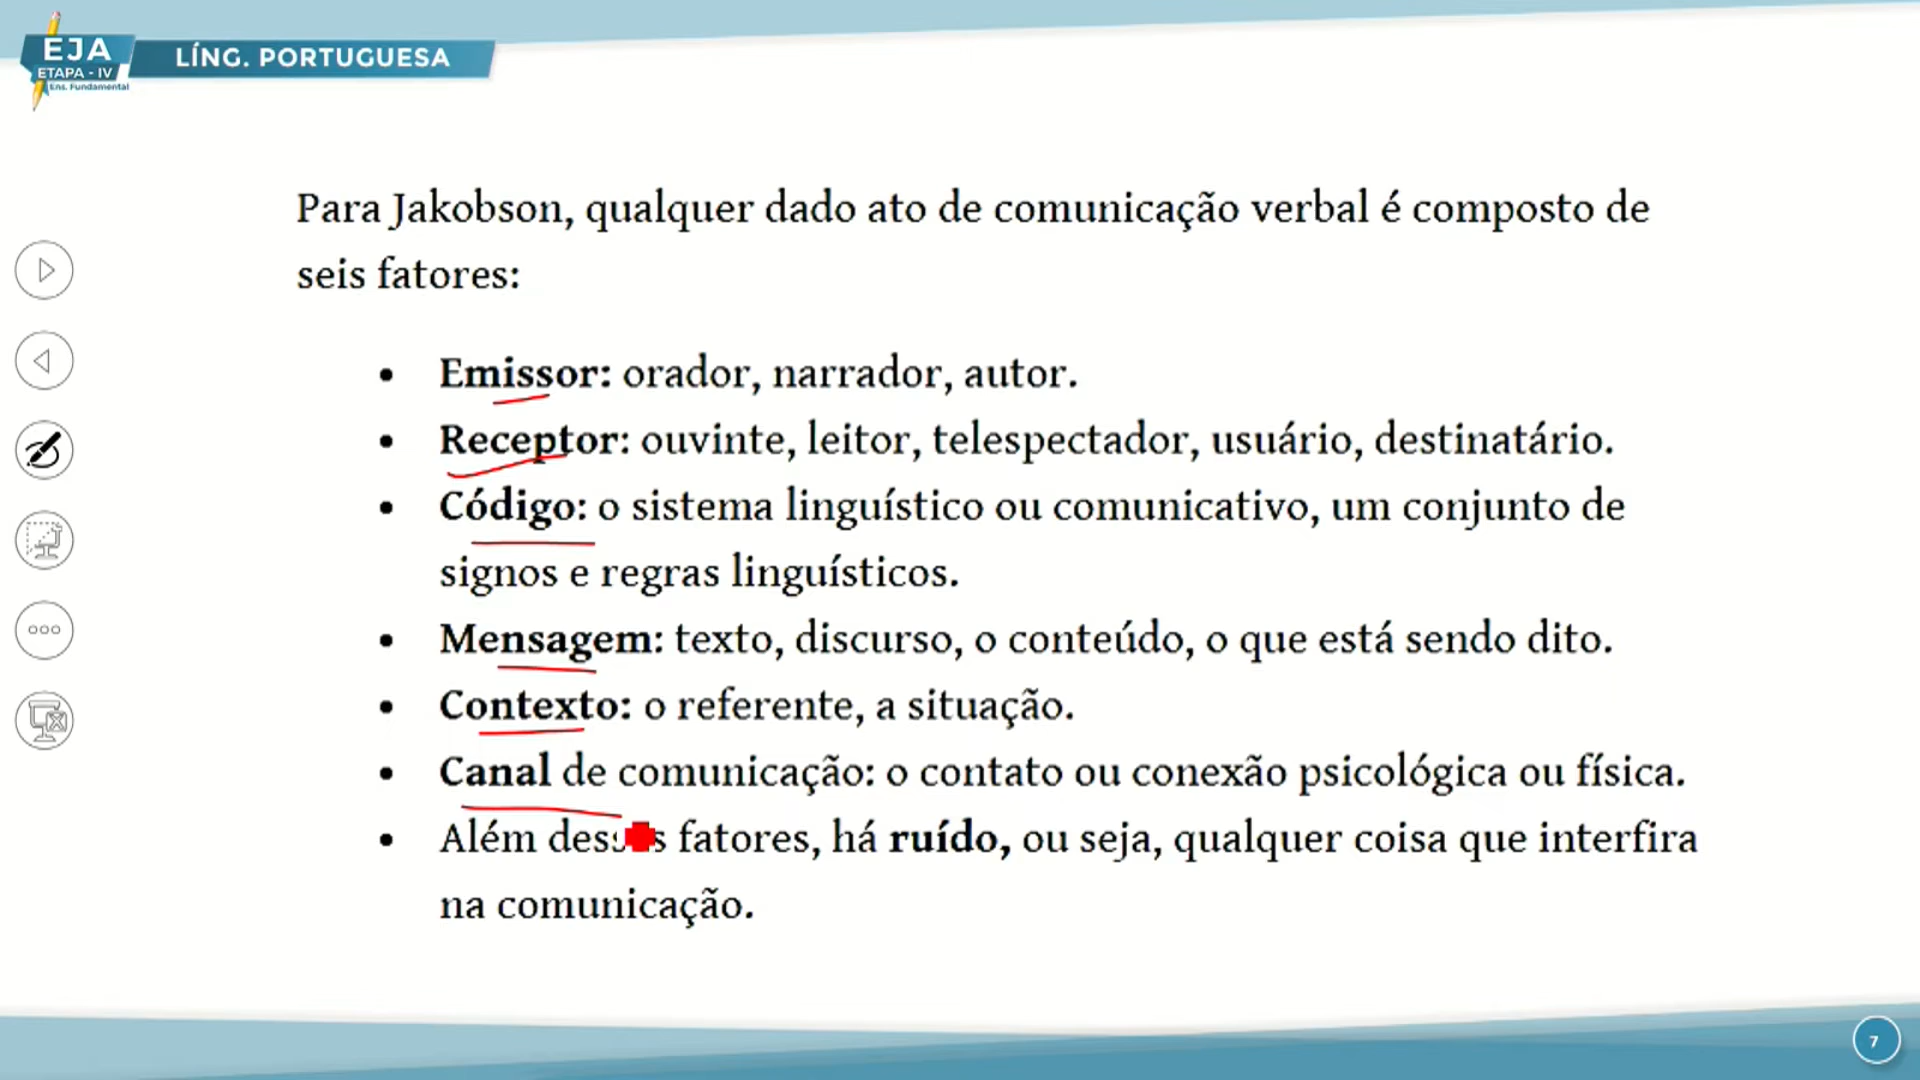 EJA
ETAPA - IV
Ens. Fundamental
LÍNG. PORTUGUESA
Para Jakobson, qualquer dado ato de comunicação verbal é composto de
seis fatores:
• Emissor: orador, narrador, autor.
• Receptor: ouvinte, leitor, telespectador, usuário, destinatário.
• Código: o sistema linguístico ou comunicativo, um conjunto de
signos e regras linguísticos.
• Mensagem: texto, discurso, o conteúdo, o que está sendo dito.
• Contexto: o referente, a situação.
• Canal de comunicação: o contato ou conexão psicológica ou física.
• Além desses fatores, há ruído, ou seja, qualquer coisa que interfira
na comunicação.
7